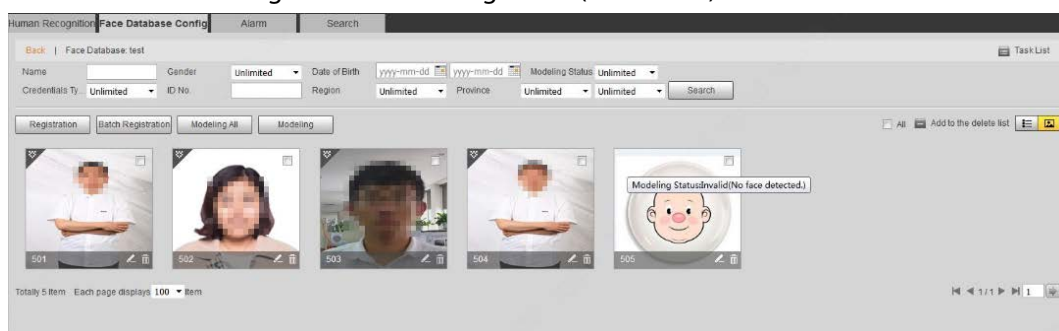 Human Recognition Face Database Config Alarm Search
Back | Face Database: test Task List
Name Gender Unlimited Date of Birth yyyy-mm-dd yyyy-mm-dd Modeling Status Unlimited
Credentials Ty... Unlimited ID No. Region Unlimited Province Unlimited Unlimited Search
Registration Batch Registration Modeling All Modeling All Add to the delete list
Modeling Status:Invalid(No face detected.)
501 502 503 504 505
Totally 5 Item Each page displays 100 Item 1/1 1